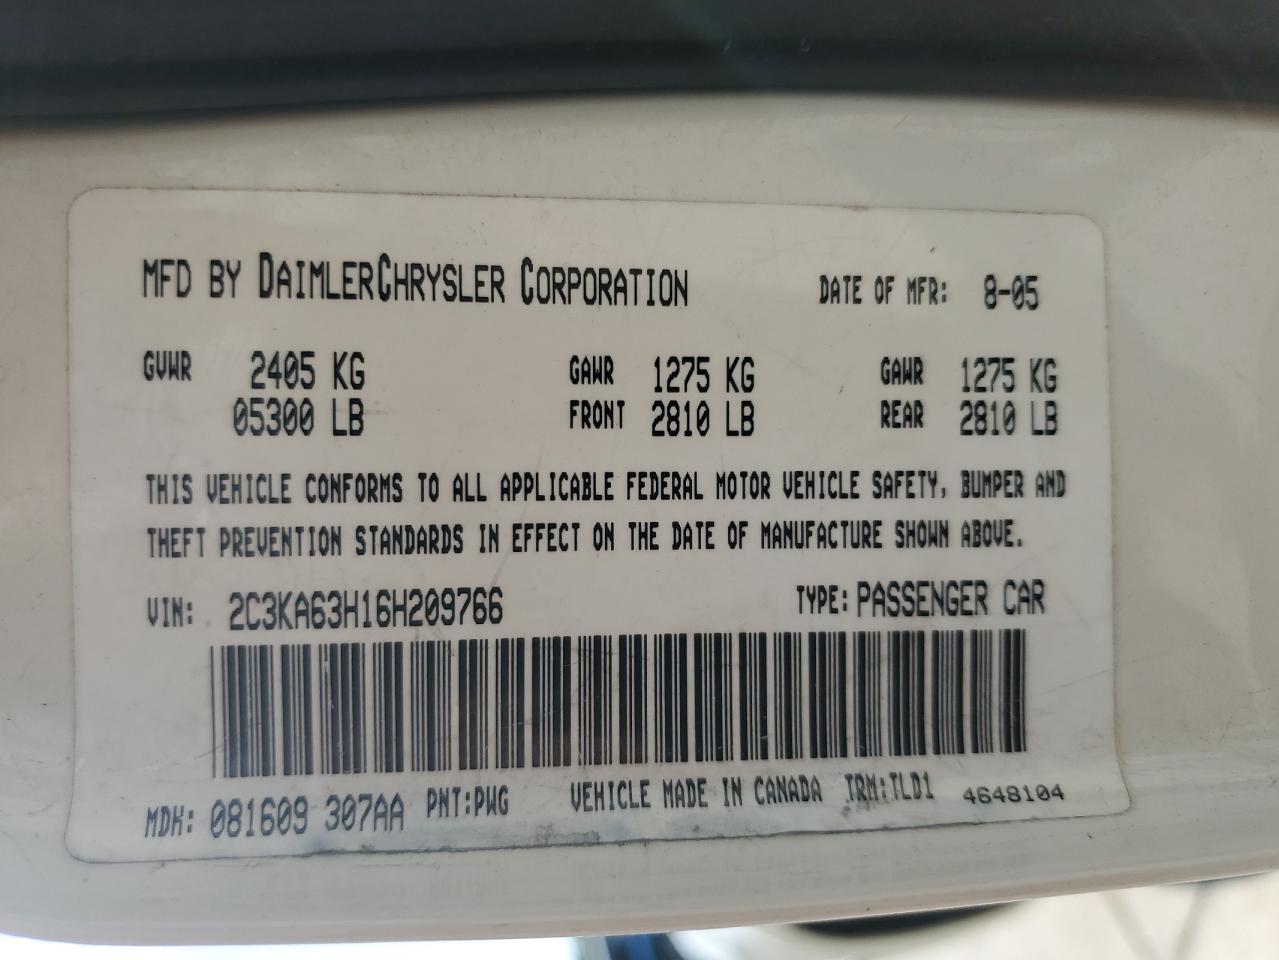 MFD BY DAIMLERCHRYSLER CORPORATION DATE OF MFR: 8-05
GVWR 2405 KG GAWR 1275 KG GAWR 1275 KG
05300 LB FRONT 2810 LB REAR 2810 LB
THIS VEHICLE CONFORMS TO ALL APPLICABLE FEDERAL MOTOR VEHICLE SAFETY, BUMPER AND
THEFT PREVENTION STANDARDS IN EFFECT ON THE DATE OF MANUFACTURE SHOWN ABOVE.
VIN: 2C3KA63H16H209766 TYPE: PASSENGER CAR
MDH: 081609 307AA PNT:PWG VEHICLE MADE IN CANADA TRM:TLD1 4648104